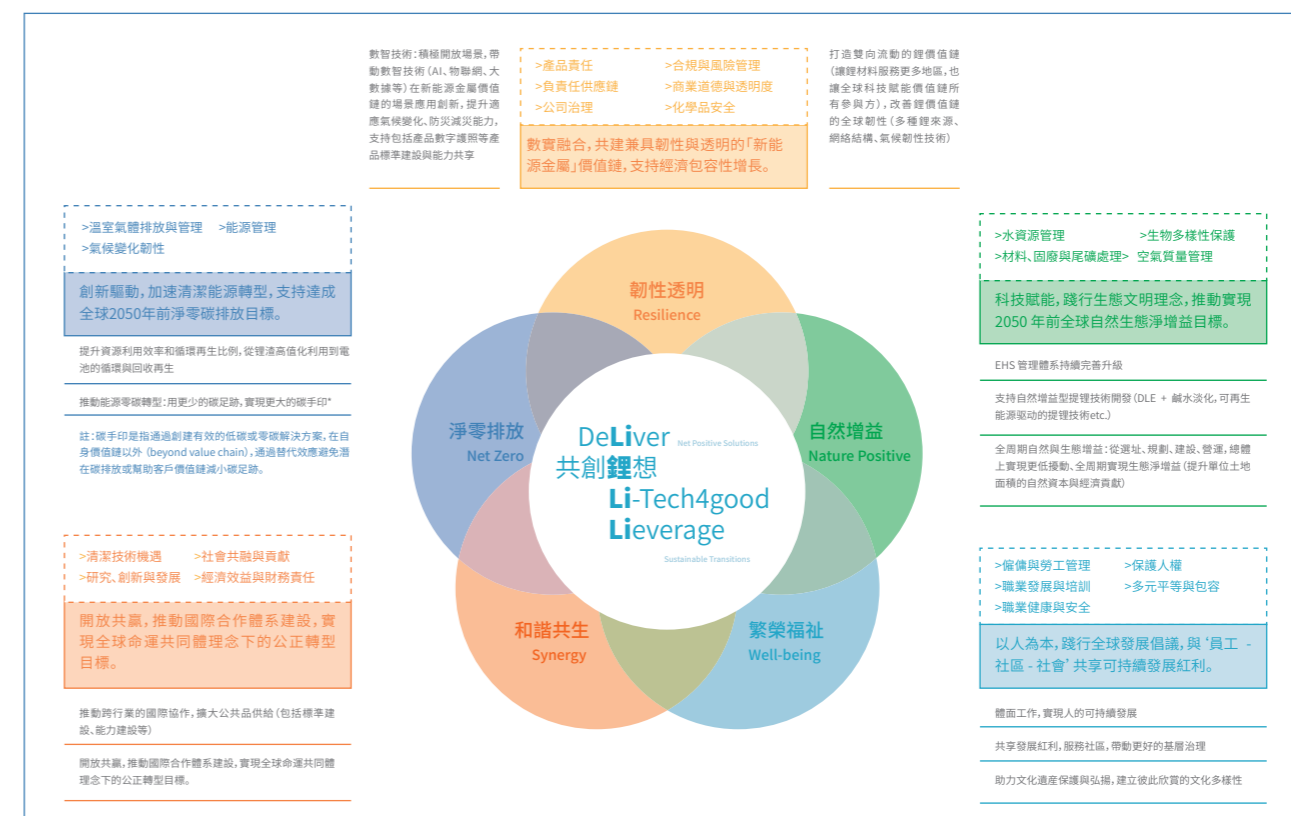 數智技術：積極開放場景，帶
動數智技術（AI、物聯網、大
數據等）在新能源金屬價值
鏈的場景應用創新，提升適
應氣候變化、防災減災能力，
支持包括產品數字護照等產
品標準建設與能力共享
>產品責任 >合規與風險管理
>負責任供應鏈 >商業道德與透明度
>公司治理 >化學品安全
數實融合，共建兼具韌性與透明的「新能
源金屬」價值鏈，支持經濟包容性增長。
打造雙向流動的鋰價值鏈
（讓鋰材料服務更多地區，也
讓全球科技賦能價值鏈所
有參與方），改善鋰價值鏈
的全球韌性（多種鋰來源、
網絡結構、氣候韌性技術）
>溫室氣體排放與管理 >能源管理
>氣候變化韌性
創新驅動，加速清潔能源轉型，支持達成
全球2050年前淨零碳排放目標。
提升資源利用效率和循環再生比例，從锂渣高值化利用到電
池的循環與回收再生
推動能源零碳轉型：用更少的碳足跡，實現更大的碳手印*
註：碳手印是指通過創建有效的低碳或零碳解決方案，在自
身價值鏈以外（beyond value chain），通過替代效應避免潛
在碳排放或幫助客戶價值鏈減小碳足跡。
>清潔技術機遇 >社會共融與貢獻
>研究、創新與發展 >經濟效益與財務責任
開放共贏，推動國際合作體系建設，實
現全球命運共同體理念下的公正轉型
目標。
推動跨行業的國際協作，擴大公共品供給（包括標準建
設、能力建設等）
開放共贏，推動國際合作體系建設，實現全球命運共同體
理念下的公正轉型目標。
韌性透明
Resilience
淨零排放
Net Zero
自然增益
Nature Positive
DeLiver Net Positive Solutions
共創鋰想
Li-Tech4good
Lieverage
Sustainable Transitions
和諧共生
Synergy
繁榮福祉
Well-being
>水資源管理 >生物多樣性保護
>材料、固廢與尾礦處理> 空氣質量管理
科技賦能，踐行生態文明理念，推動實現
2050 年前全球自然生態淨增益目標。
EHS 管理體系持續完善升級
支持自然增益型提锂技術開發（DLE + 鹹水淡化，可再生
能源驱动的提锂技術etc.）
全周期自然與生態增益：從選址、規劃、建設、營運，總體
上實現更低擾動、全周期實現生態淨增益（提升單位土地
面積的自然資本與經濟貢獻）
>僱傭與勞工管理 >保護人權
>職業發展與培訓 >多元平等與包容
>職業健康與安全
以人為本，踐行全球發展倡議，與‘員工 -
社區 - 社會’共享可持續發展紅利。
體面工作，實現人的可持續發展
共享發展紅利，服務社區，帶動更好的基層治理
助力文化遺産保護與弘揚，建立彼此欣賞的文化多樣性